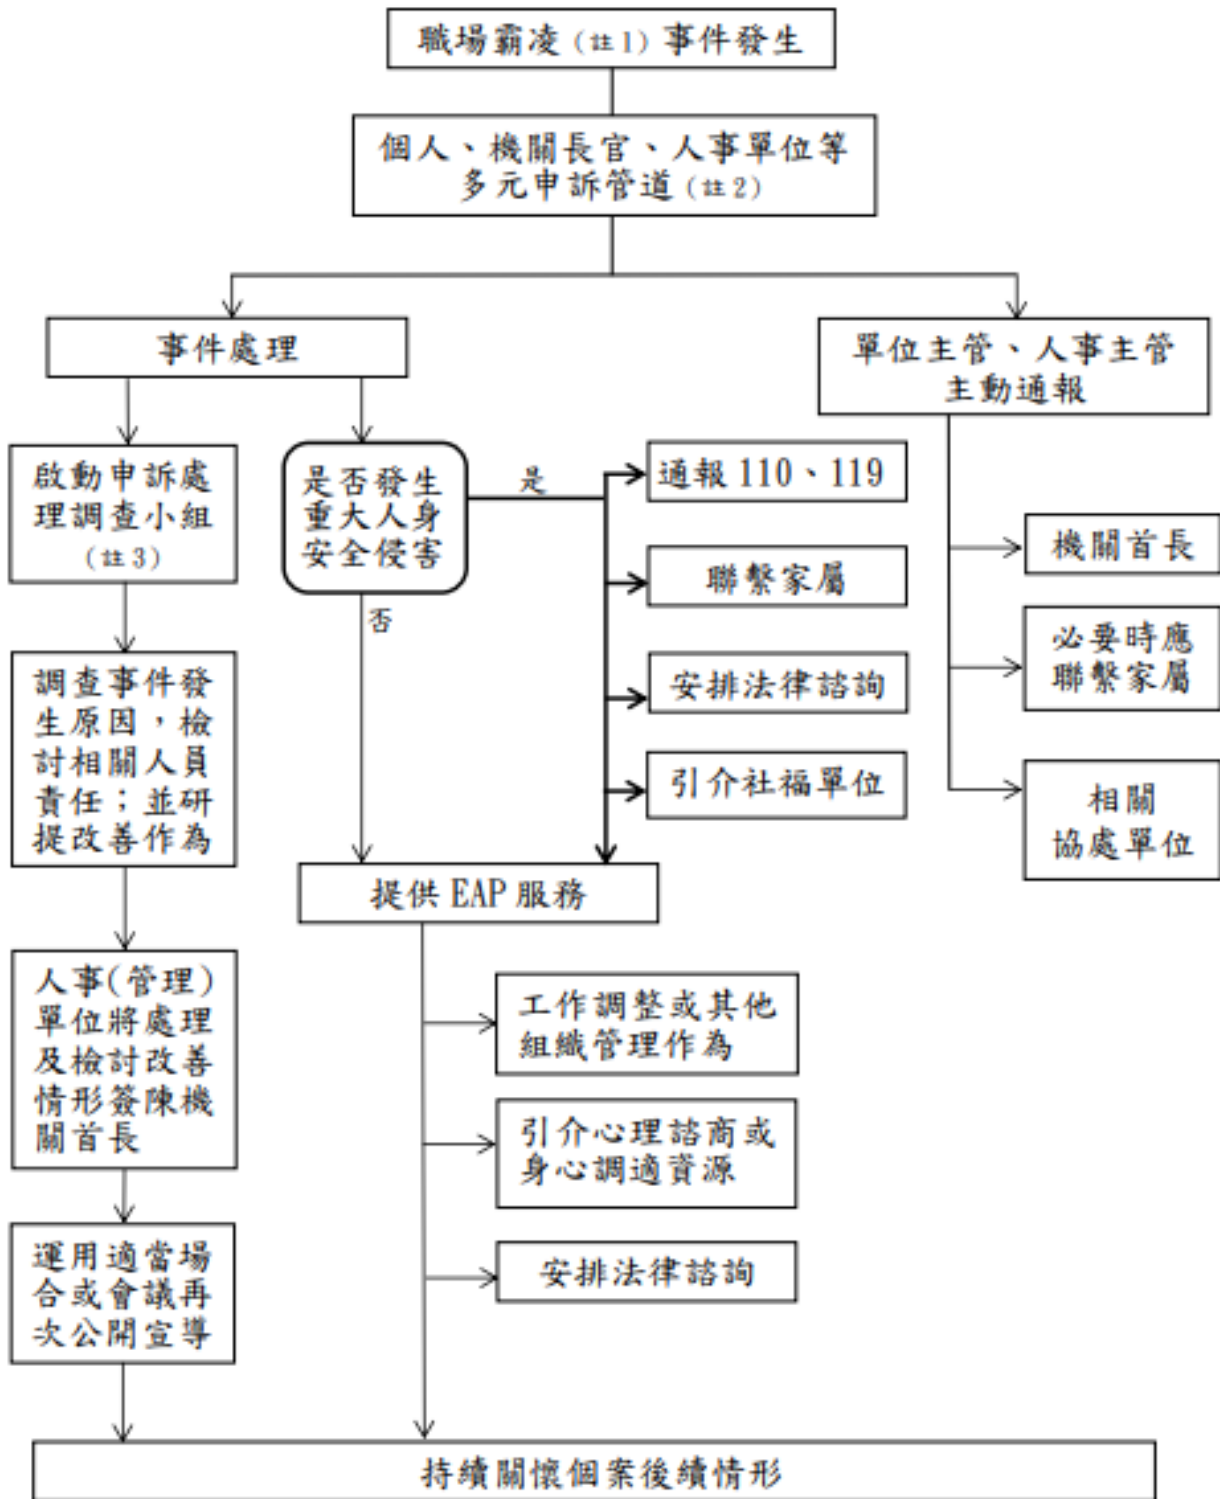 職場霸凌(註1)事件發生
個人、機關長官、人事單位等
多元申訴管道(註2)
事件處理
單位主管、人事主管
主動通報
啟動申訴處
理調查小組
(註3)
是否發生
重大人身
安全侵害
是
否
通報 110、119
聯繫家屬
安排法律諮詢
引介社福單位
機關首長
必要時應
聯繫家屬
相關
協處單位
調查事件發
生原因,檢
討相關人員
責任;並研
提改善作為
提供 EAP 服務
人事(管理)
單位將處理
及檢討改善
情形簽陳機
關首長
工作調整或其他
組織管理作為
引介心理諮商或
身心調適資源
安排法律諮詢
運用適當場
合或會議再
次公開宣導
持續關懷個案後續情形